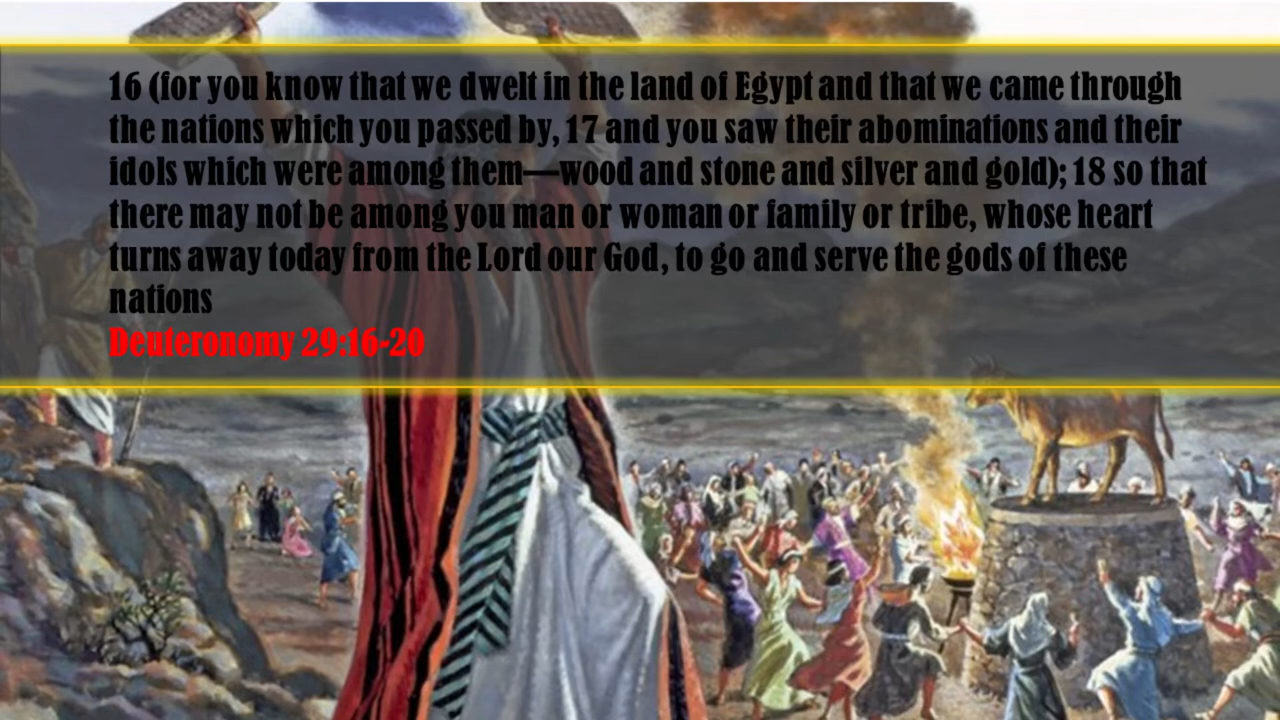 16 (for you know that we dwelt in the land of Egypt and that we came through
the nations which you passed by, 17 and you saw their abominations and their
idols which were among them—wood and stone and silver and gold); 18 so that
there may not be among you man or woman or family or tribe, whose heart
turns away today from the Lord our God, to go and serve the gods of these
nations
Deuteronomy 29:16-20